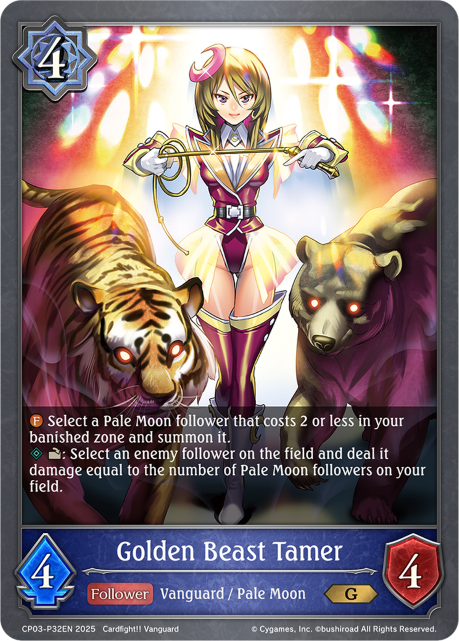 4
F Select a Pale Moon follower that costs 2 or less in your
banished zone and summon it.
: Select an enemy follower on the field and deal it
damage equal to the number of Pale Moon followers on your
field.
Golden Beast Tamer
4 Follower Vanguard / Pale Moon G 4
CP03-P32EN 2025 Cardfight!! Vanguard © Cygames, Inc. ©bushiroad All Rights Reserved.